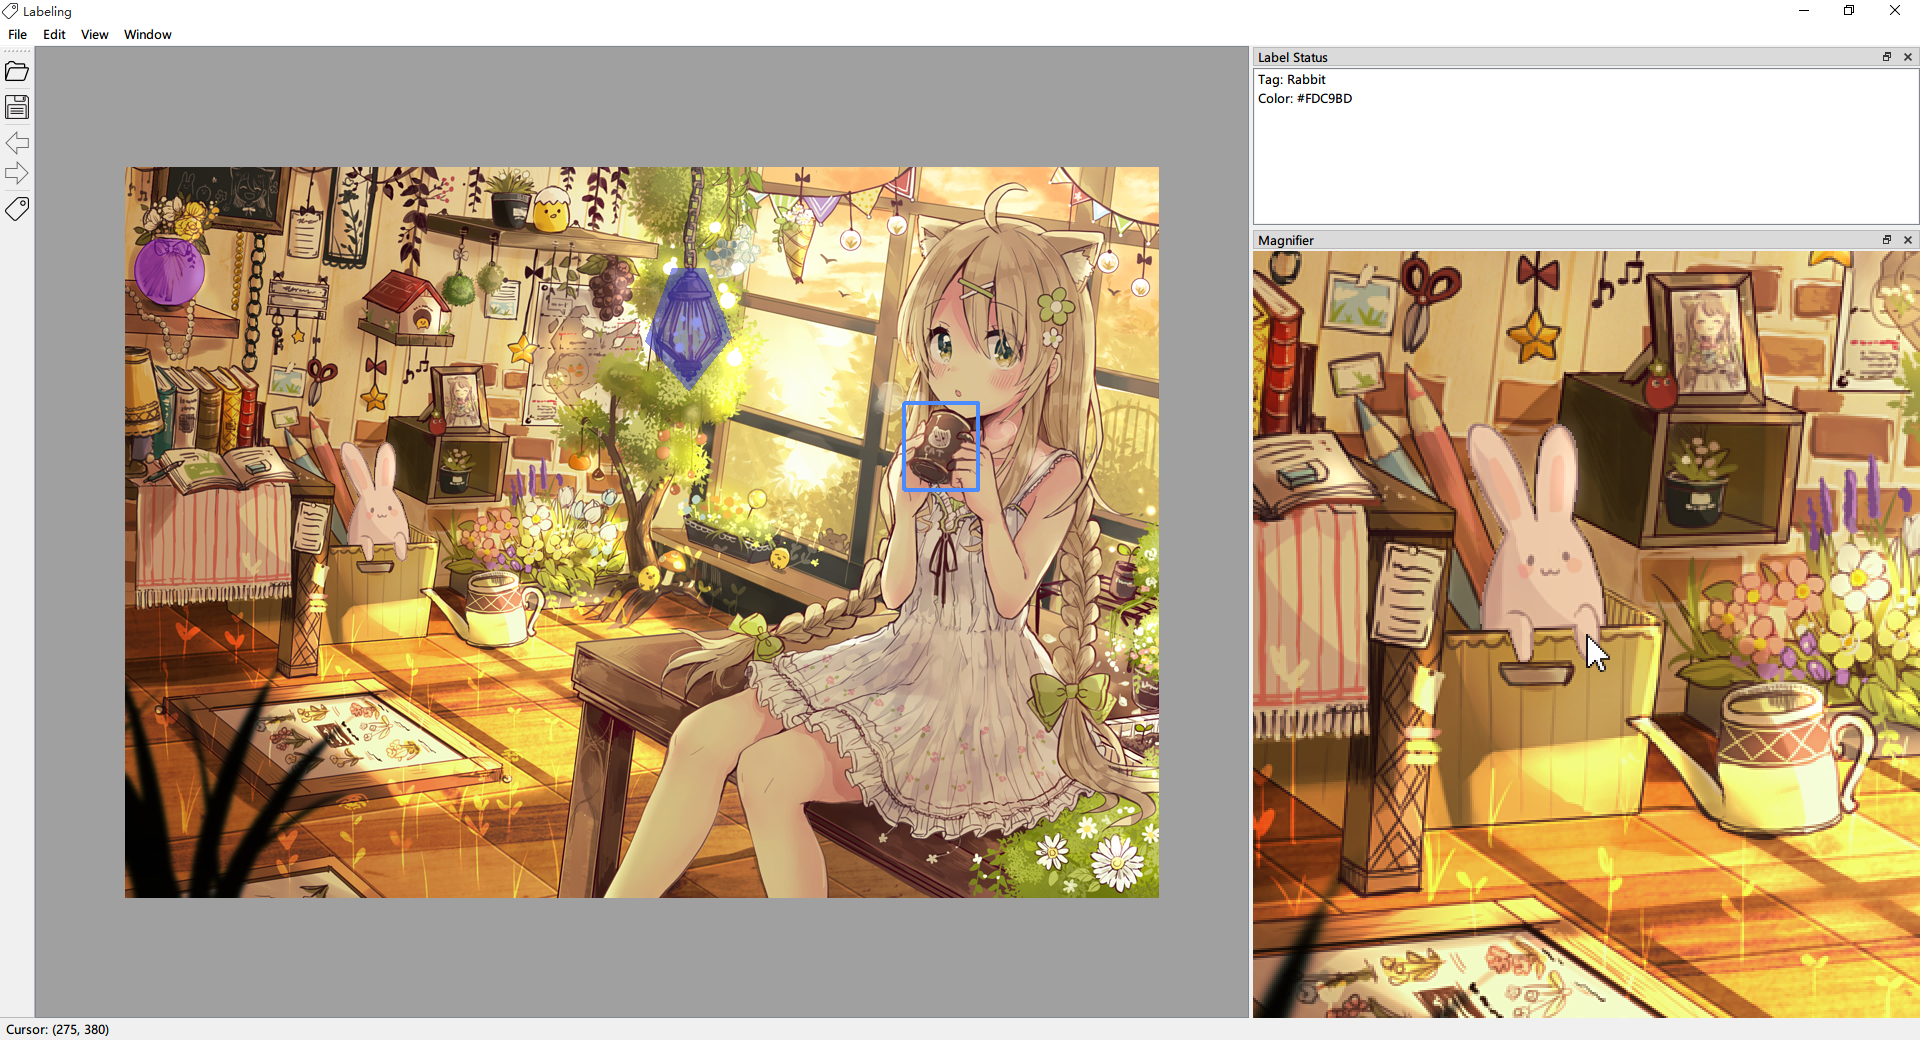 Labeling
File Edit View Window
Label Status
Tag: Rabbit
Color: #FDC9BD
Magnifier
Cursor: (275, 380)